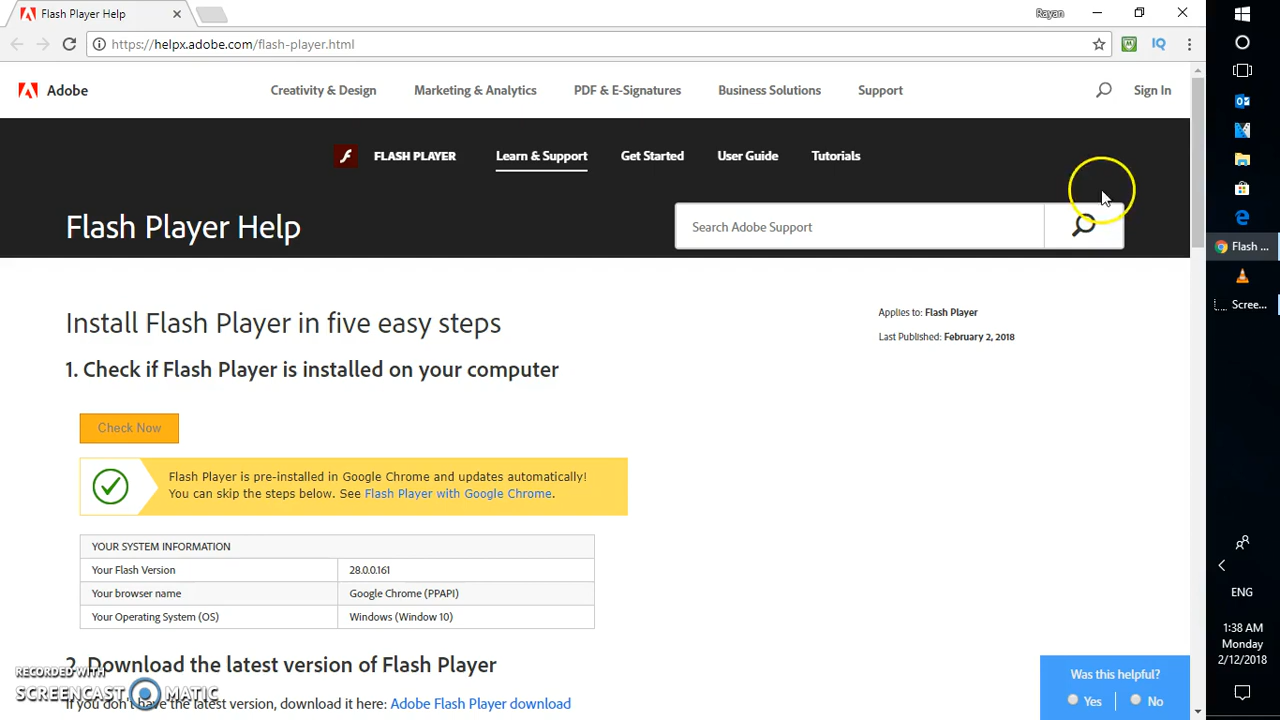 Flash Player Help
Rayan
https://helpx.adobe.com/flash-player.html
IQ
Adobe
Creativity & Design
Marketing & Analytics
PDF & E-Signatures
Business Solutions
Support
Sign In
FLASH PLAYER
Learn & Support
Get Started
User Guide
Tutorials
Flash Player Help
Search Adobe Support
Install Flash Player in five easy steps
Applies to: Flash Player
Last Published: February 2, 2018
1. Check if Flash Player is installed on your computer
Check Now
Flash Player is pre-installed in Google Chrome and updates automatically!
You can skip the steps below. See Flash Player with Google Chrome.
YOUR SYSTEM INFORMATION
Your Flash Version 28.0.0.161
Your browser name Google Chrome (PPAPI)
Your Operating System (OS) Windows (Window 10)
2. Download the latest version of Flash Player
If you don't have the latest version, download it here: Adobe Flash Player download
Was this helpful?
Yes
No
RECORDED WITH
SCREENCAST MATIC
Flash ...
Scree...
ENG
1:38 AM
Monday
2/12/2018